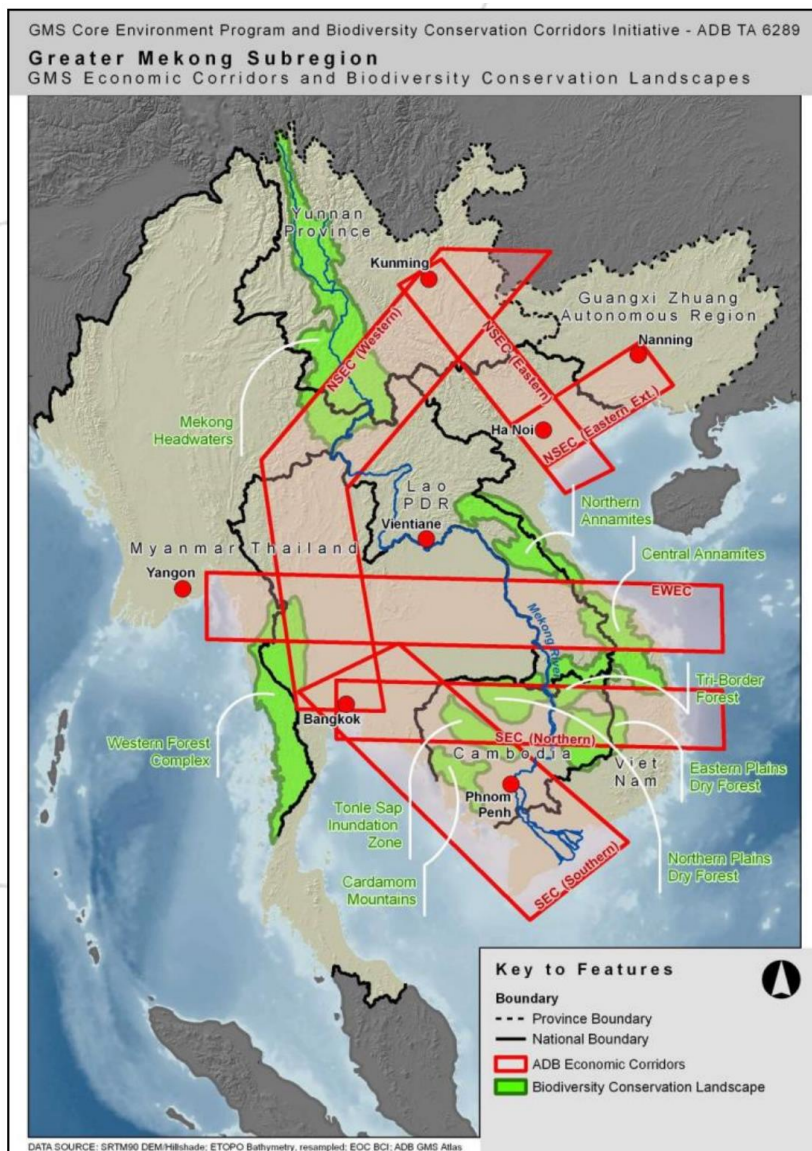 GMS Core Environment Program and Biodiversity Conservation Corridors Initiative - ADB TA 6289
Greater Mekong Subregion
GMS Economic Corridors and Biodiversity Conservation Landscapes
Yunnan
Province
Kunming
Guangxi Zhuang
Autonomous Region
Nanning
NSEC (Western)
NSEC (Eastern)
NSEC (Eastern Ext.)
Mekong
Headwaters
Ha Noi
Lao
PDR
Northern
Annamites
Vientiane
Myanmar
Thailand
Central Annamites
Yangon
EWEC
Mekong River
Tri-Border
Forest
Bangkok
SEC (Northern)
Western Forest
Complex
Cambodia
Viet
Nam
Eastern Plains
Dry Forest
Phnom
Penh
Tonle Sap
Inundation
Zone
Northern Plains
Dry Forest
Cardamom
Mountains
SEC (Southern)
Key to Features
Boundary
Province Boundary
National Boundary
ADB Economic Corridors
Biodiversity Conservation Landscape
DATA SOURCE: SRTM90 DEM/Hillshade; ETOPO Bathymetry, resampled; EOC BCI; ADB GMS Atlas